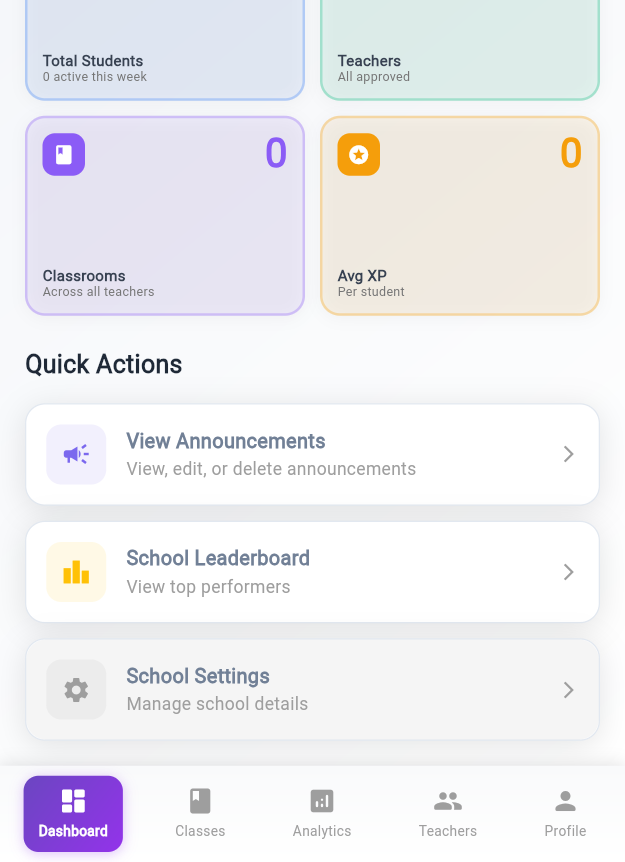 Total Students
0 active this week
Teachers
All approved
0
Classrooms
Across all teachers
0
Avg XP
Per student
Quick Actions
View Announcements
View, edit, or delete announcements
School Leaderboard
View top performers
School Settings
Manage school details
Dashboard
Classes
Analytics
Teachers
Profile